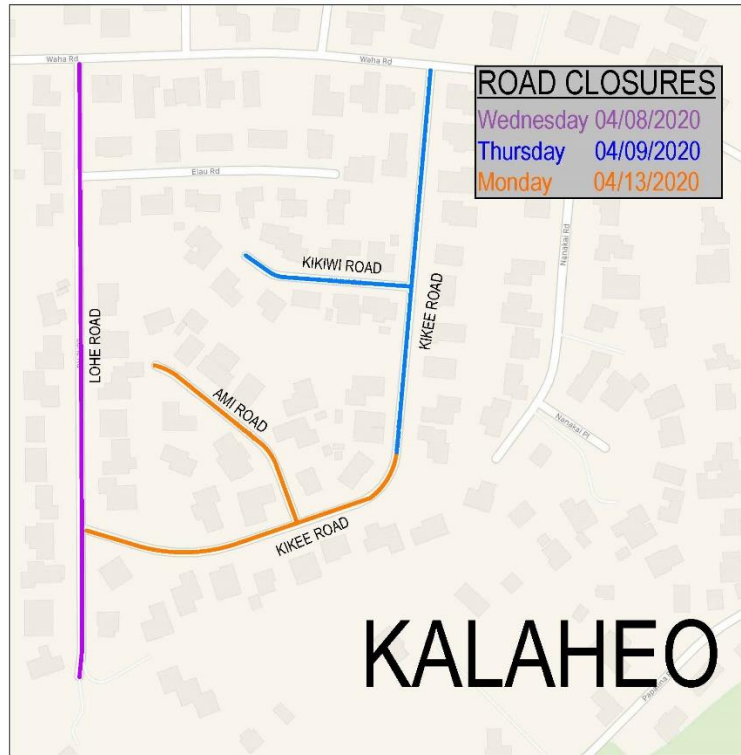 Waha Rd
Waha Rd
ROAD CLOSURES
Wednesday 04/08/2020
Thursday 04/09/2020
Monday 04/13/2020
Elau Rd
Nanakai Rd
KIKIWI ROAD
KIKEE ROAD
LOHE ROAD
AMI ROAD
Nanakai Pl
KIKEE ROAD
KALAHEO